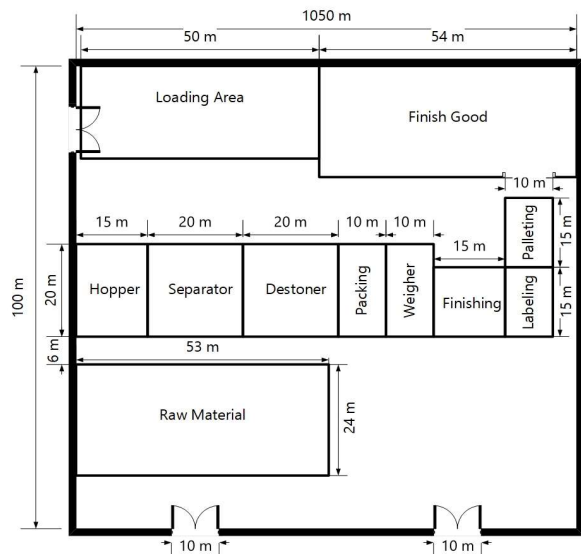 1050 m
50 m
54 m
Loading Area
Finish Good
10 m
15 m
20 m
20 m
10 m
10 m
15 m
Palleting
15 m
100 m
20 m
Hopper
Separator
Destoner
Packing
Weigher
Finishing
Labeling
15 m
6 m
53 m
Raw Material
24 m
10 m
10 m